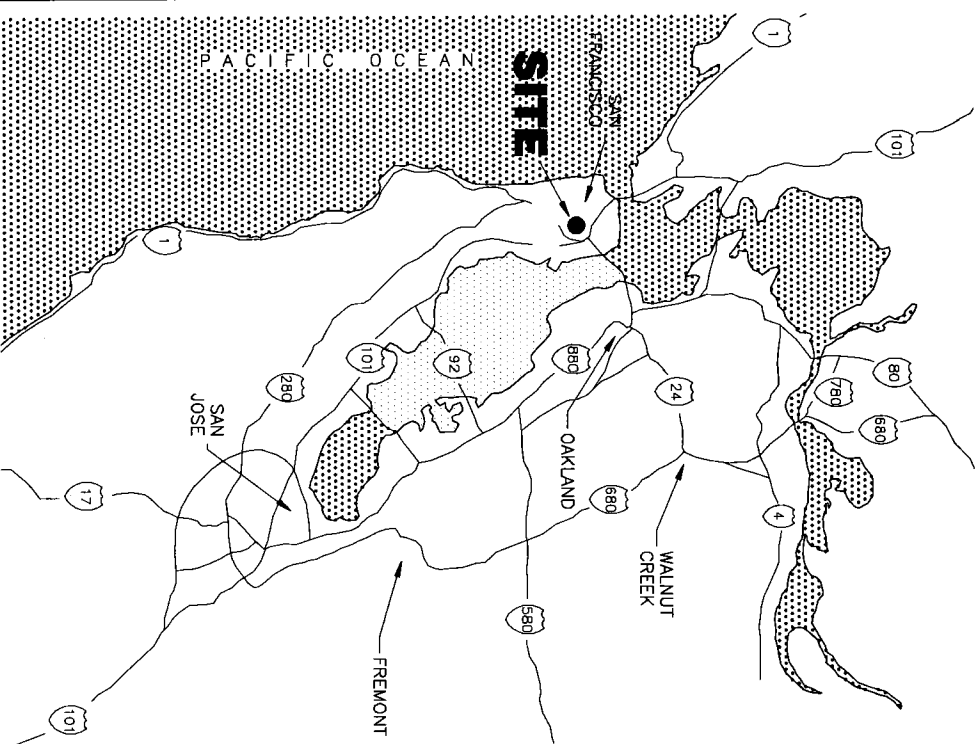 PACIFIC OCEAN
SAN
FRANCISCO
SITE
1
101
1
280
101
92
880
24
80
780
680
4
680
580
17
101
SAN
JOSE
OAKLAND
WALNUT
CREEK
FREMONT